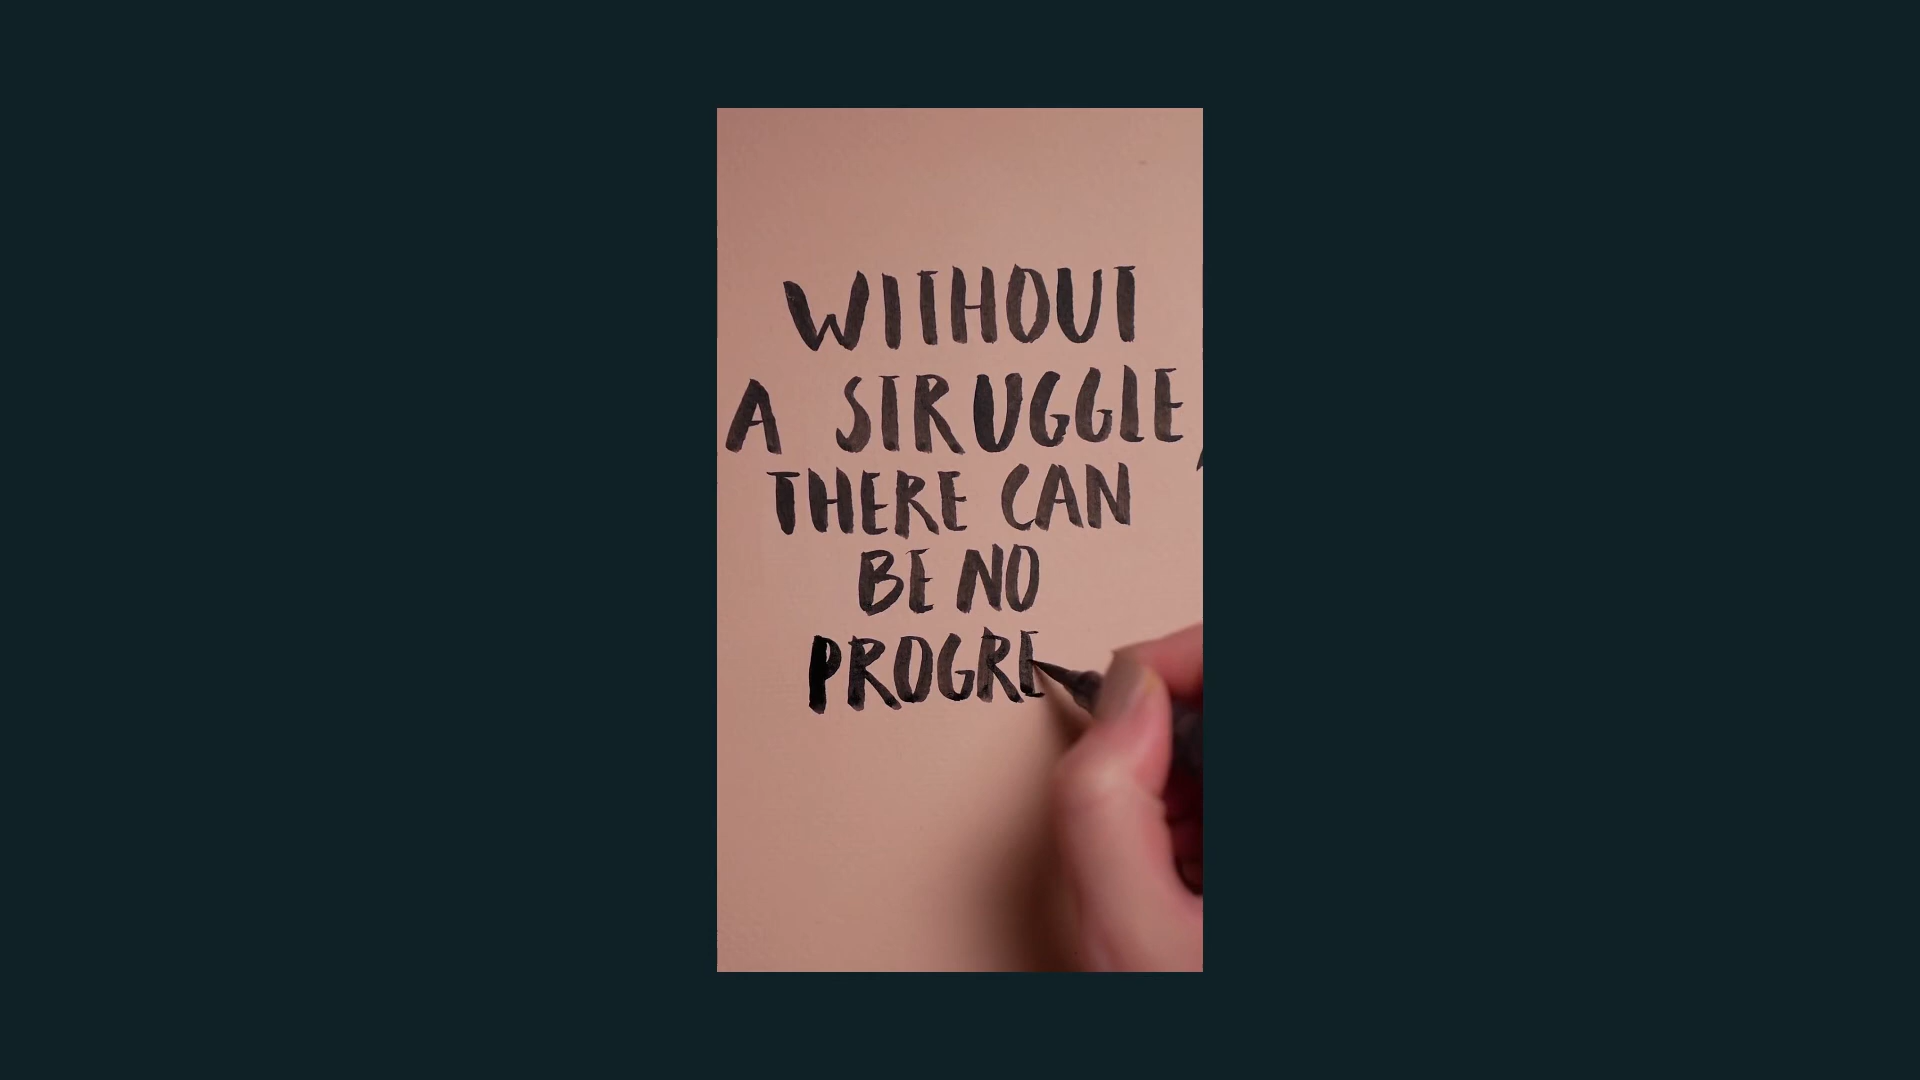 WITHOUT
A STRUGGLE,
THERE CAN
BE NO
PROGRE